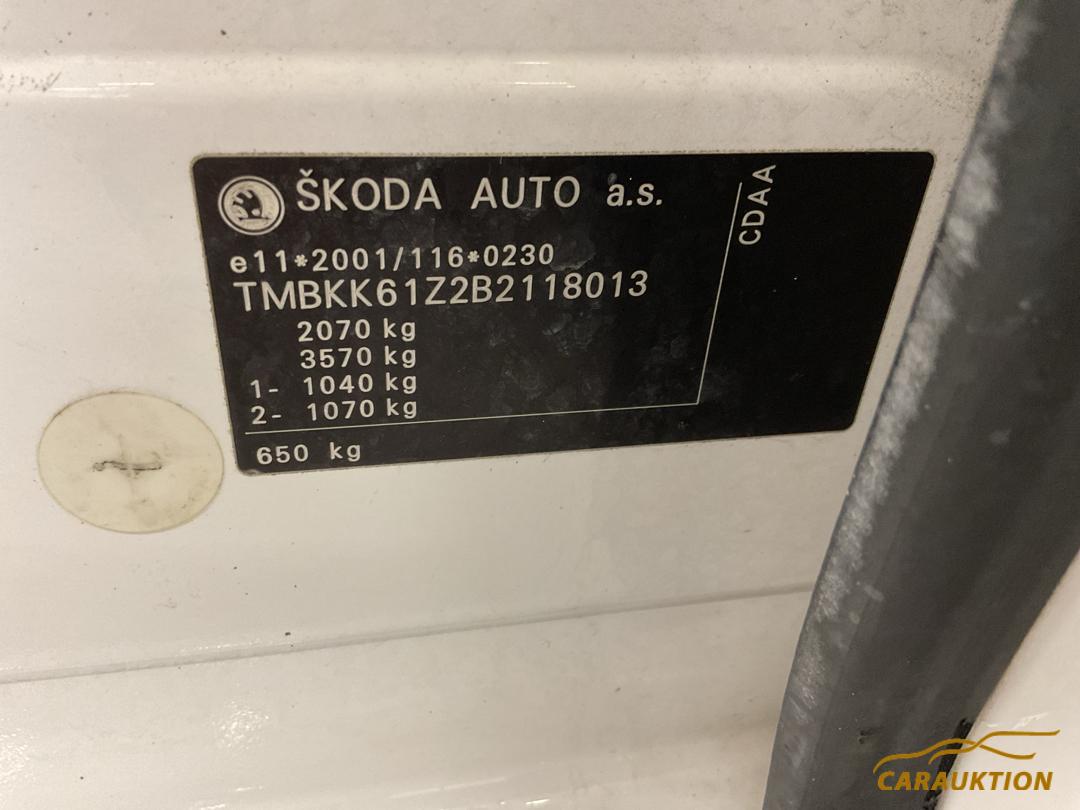 ŠKODA AUTO a.s.
CDAA
e11*2001/116*0230
TMBKK61Z2B2118013
2070 kg
3570 kg
1- 1040 kg
2- 1070 kg
650 kg
CARAUKTION